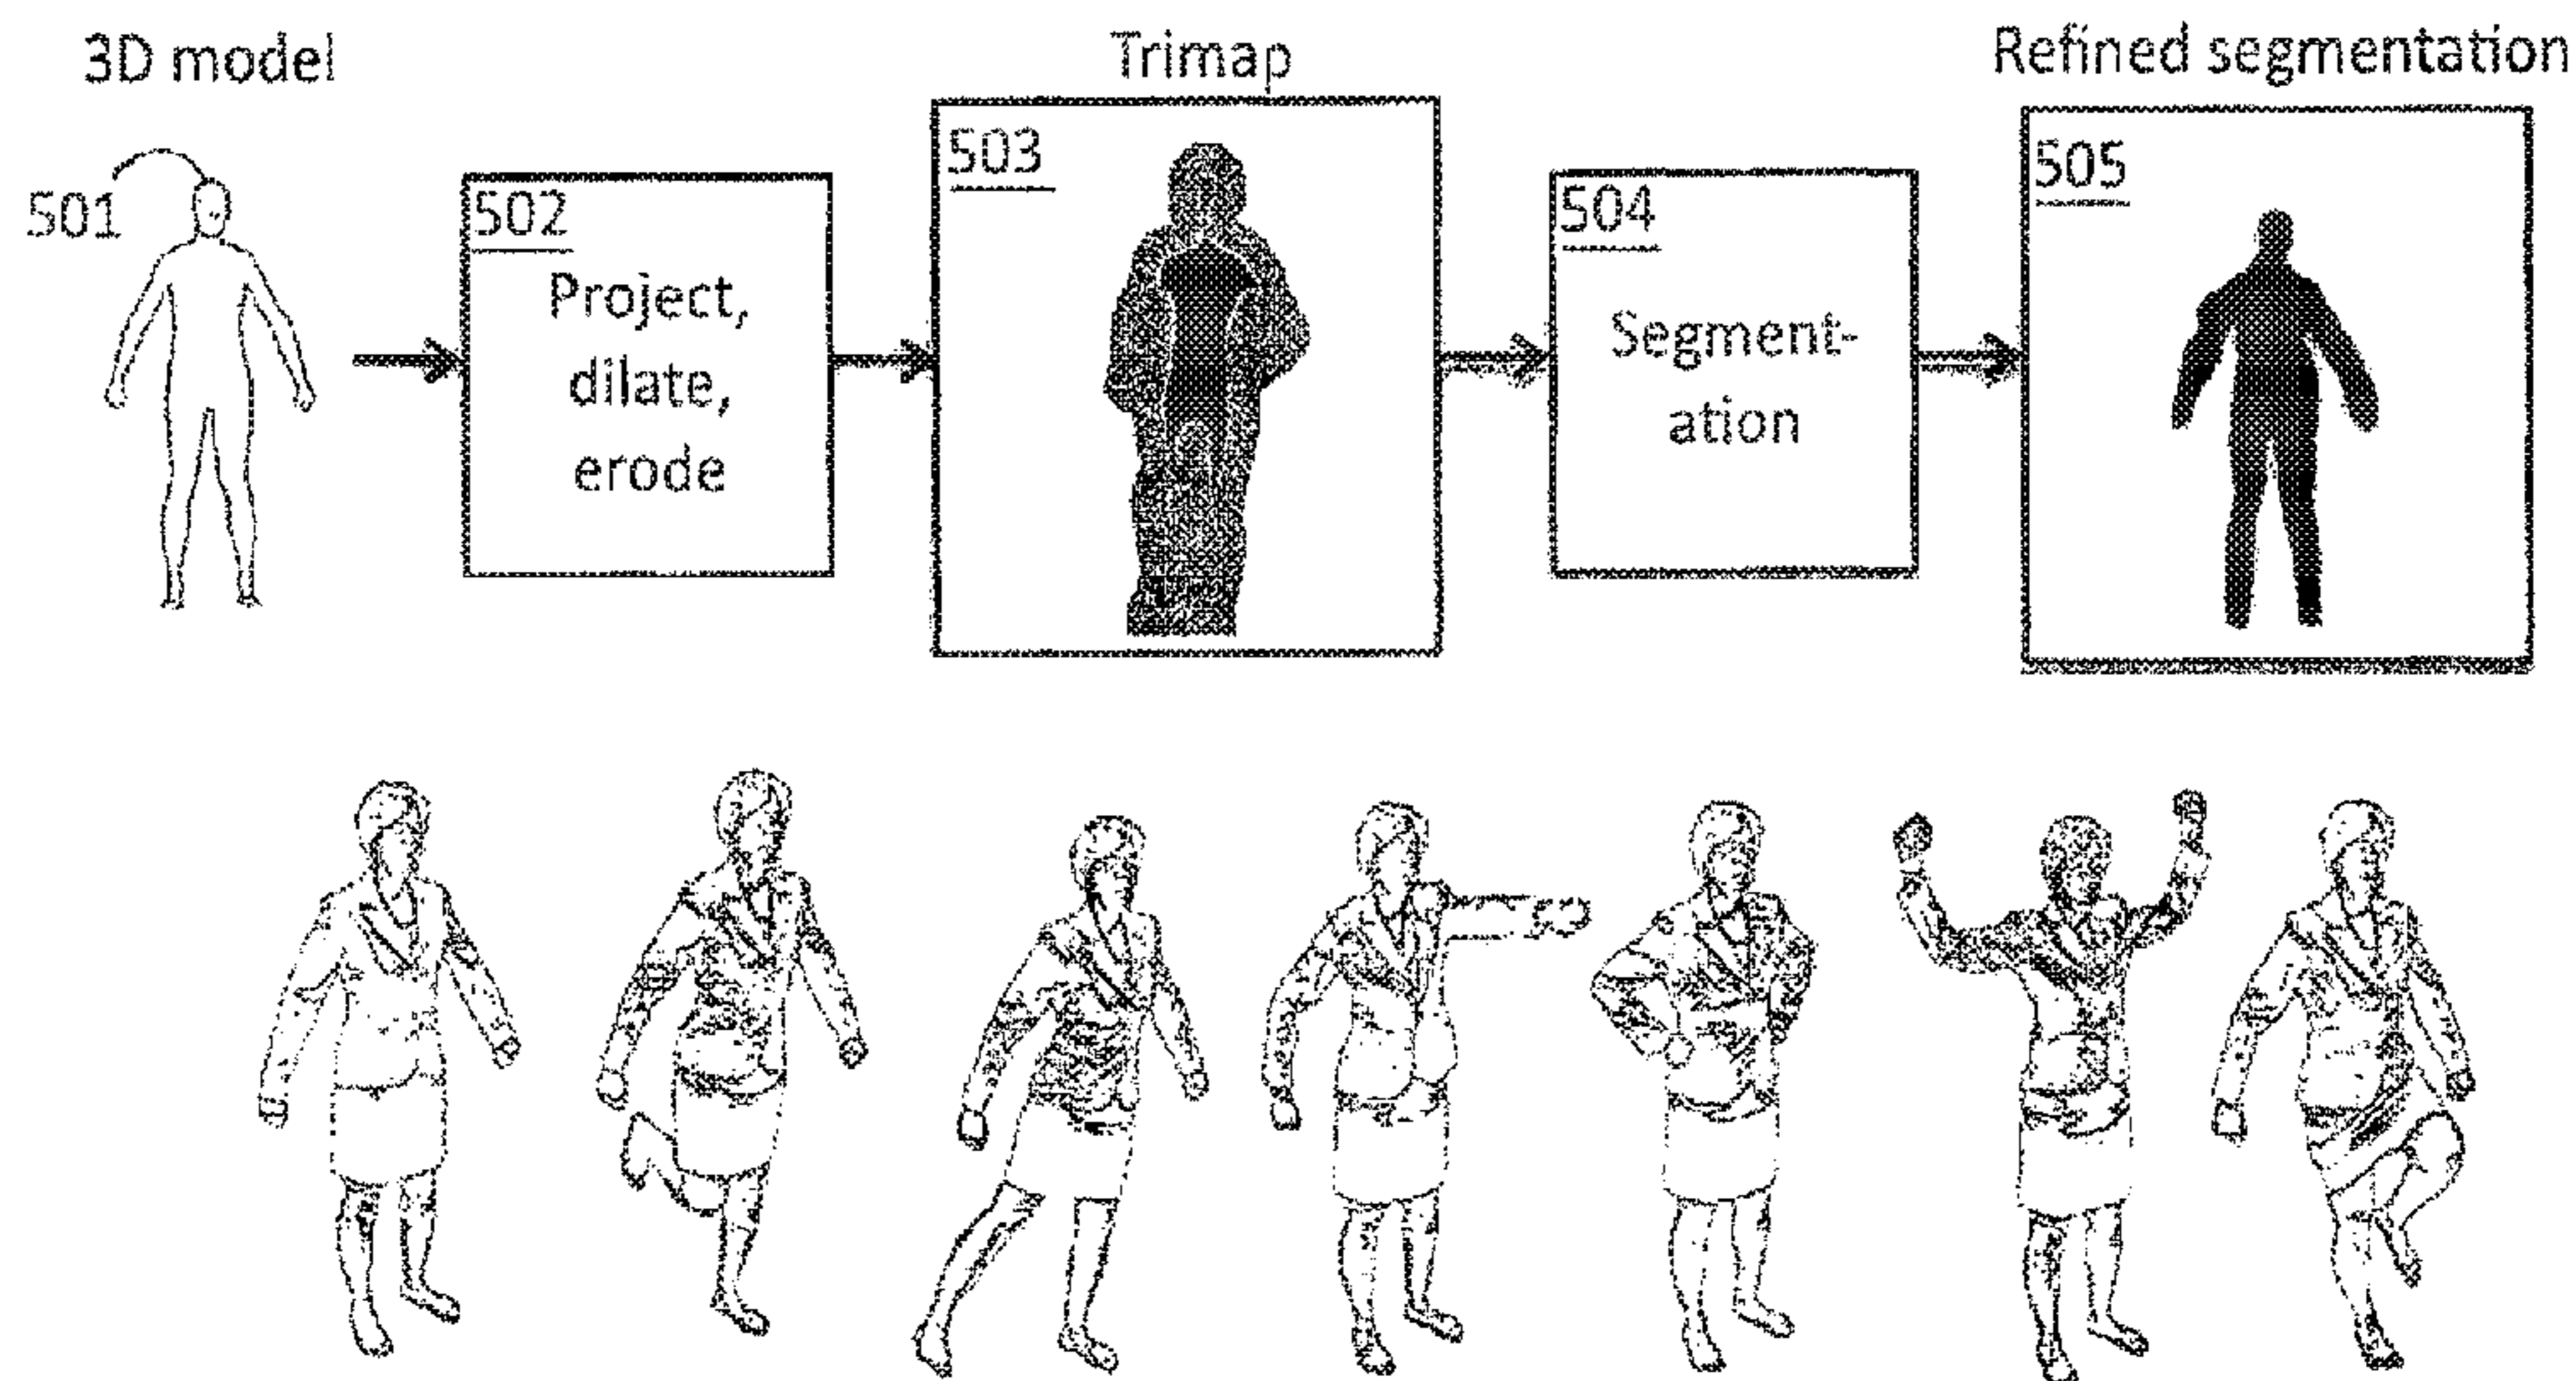 3D model
Trimap
Refined segmentation
501
502
Project,
dilate,
erode
503
504
Segment-
ation
505